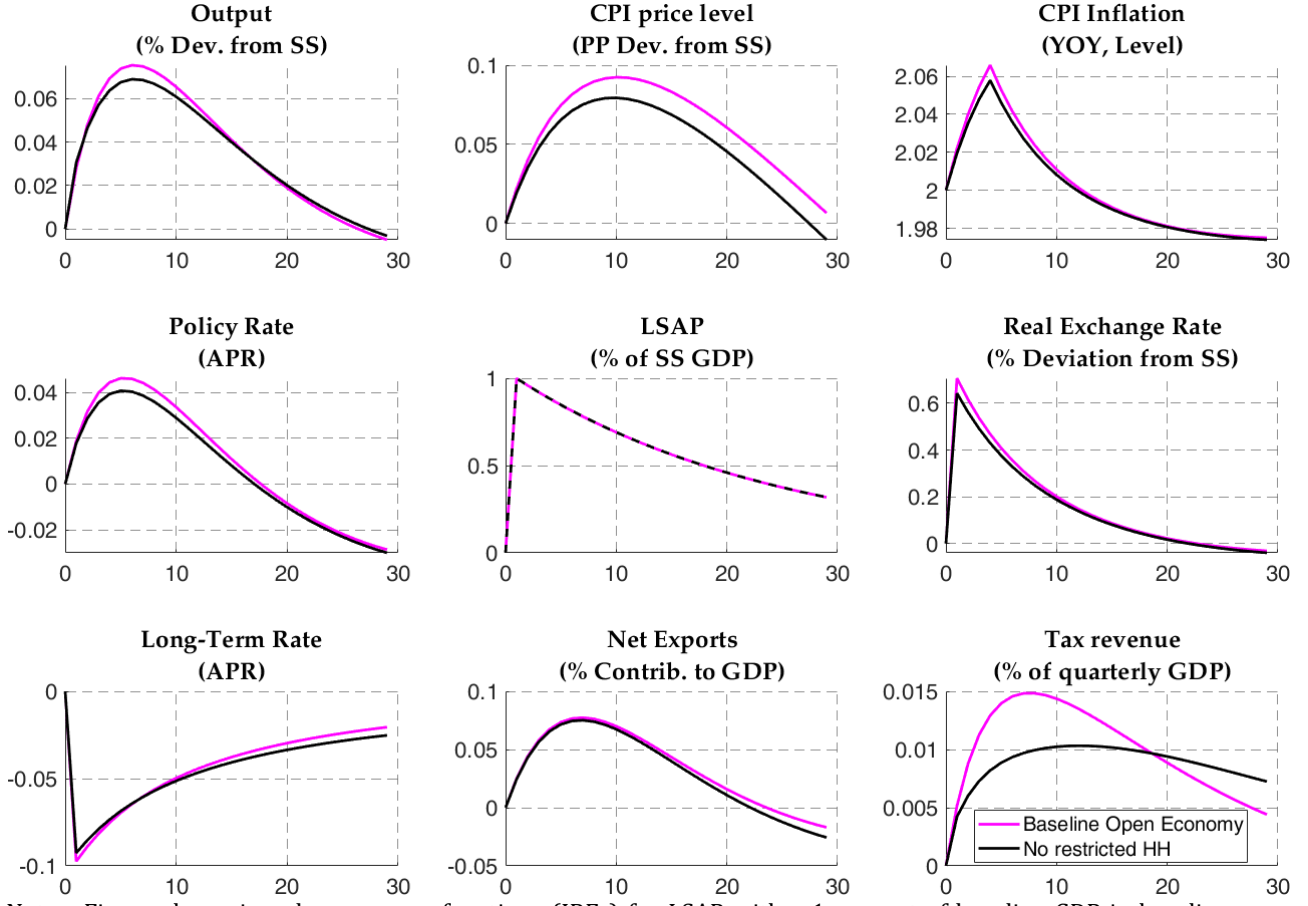 Output
(% Dev. from SS)
0.06
0.04
0.02
0
0 10 20 30
CPI price level
(PP Dev. from SS)
0.1
0.05
0
0 10 20 30
CPI Inflation
(YOY, Level)
2.06
2.04
2.02
2
1.98
0 10 20 30
Policy Rate
(APR)
0.04
0.02
0
-0.02
0 10 20 30
LSAP
(% of SS GDP)
1
0.5
0
0 10 20 30
Real Exchange Rate
(% Deviation from SS)
0.6
0.4
0.2
0
0 10 20 30
Long-Term Rate
(APR)
0
-0.05
-0.1
0 10 20 30
Net Exports
(% Contrib. to GDP)
0.1
0.05
0
-0.05
0 10 20 30
Tax revenue
(% of quarterly GDP)
0.015
0.01
0.005
0
Baseline Open Economy
No restricted HH
0 10 20 30